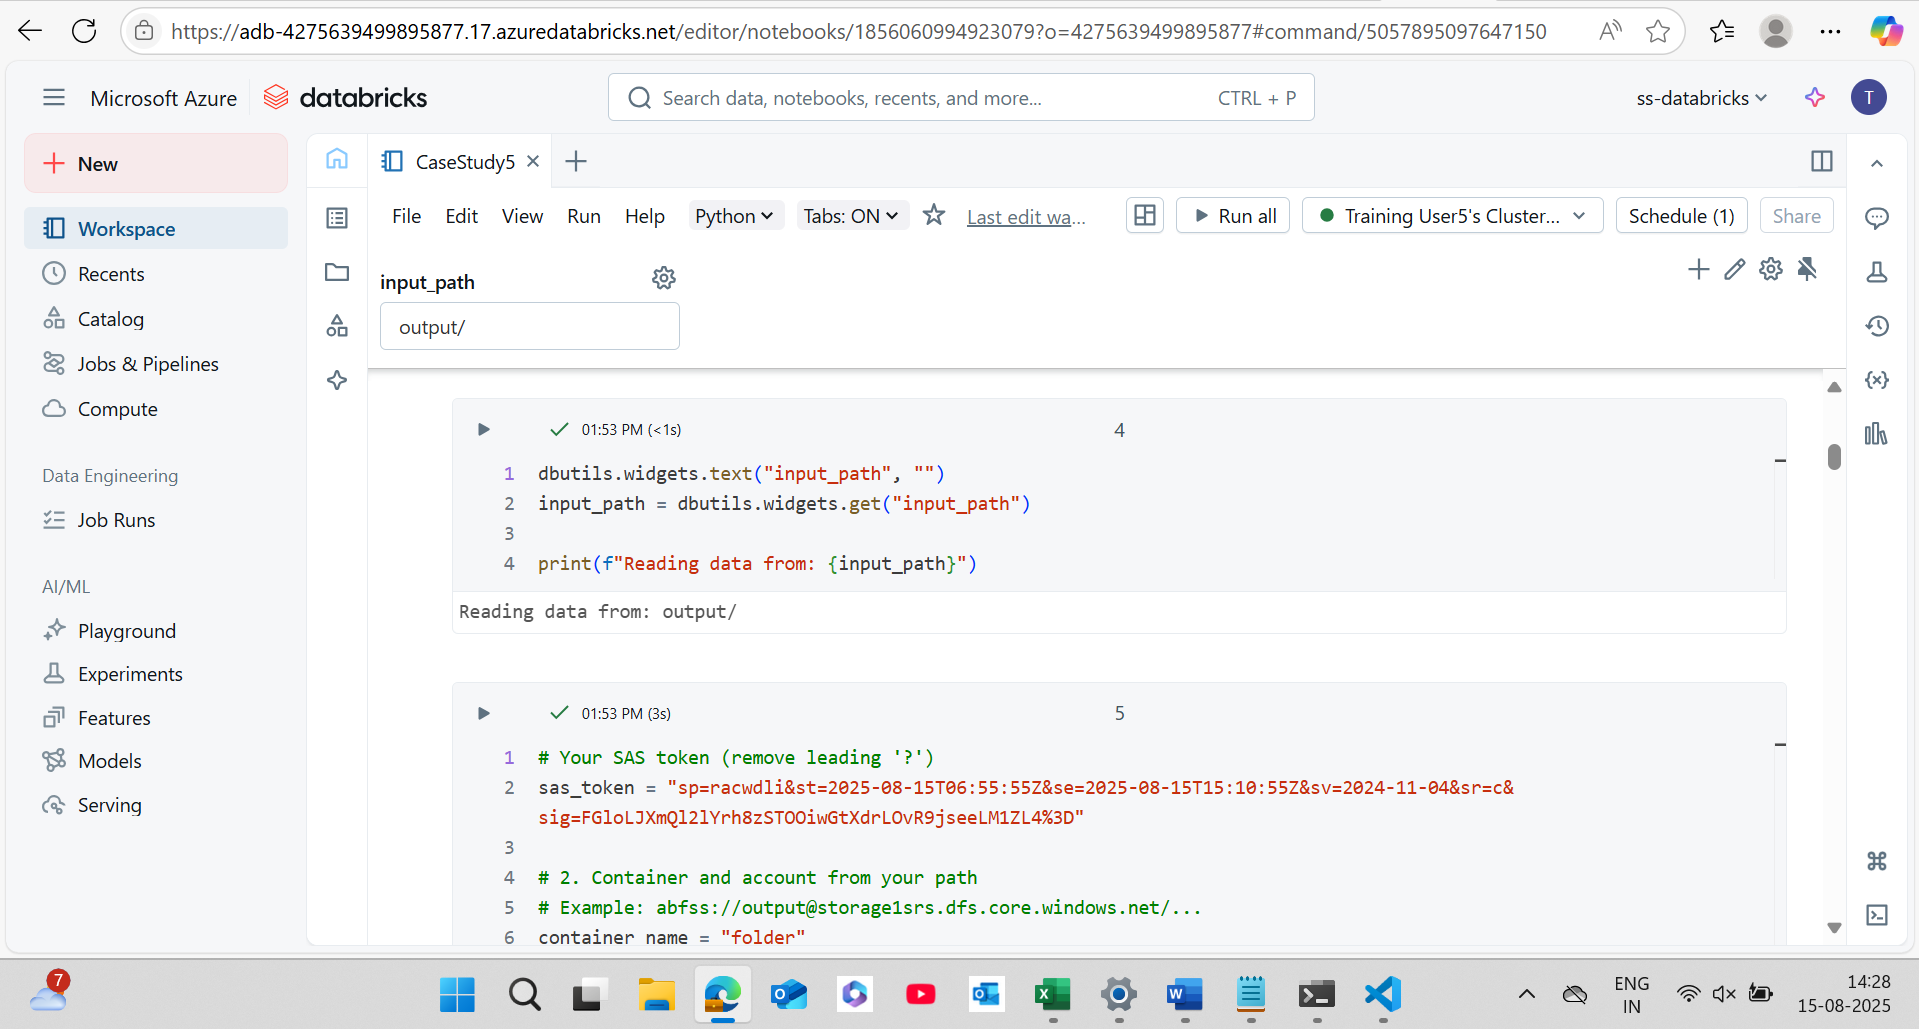 https://adb-4275639499895877.17.azuredatabricks.net/editor/notebooks/1856060994923079?o=4275639499895877#command/5057895097647150
Microsoft Azure databricks
Search data, notebooks, recents, and more... CTRL + P
ss-databricks T
New
Workspace
Recents
Catalog
Jobs & Pipelines
Compute
Data Engineering
Job Runs
AI/ML
Playground
Experiments
Features
Models
Serving
CaseStudy5
File Edit View Run Help Python Tabs: ON Last edit wa... Run all Training User5's Cluster... Schedule (1) Share
input_path
output/
01:53 PM (<1s) 4
1 dbutils.widgets.text("input_path", "")
2 input_path = dbutils.widgets.get("input_path")
3
4 print(f"Reading data from: {input_path}")
Reading data from: output/
01:53 PM (3s) 5
1 # Your SAS token (remove leading '?')
2 sas_token = "sp=racwdli&st=2025-08-15T06:55:55Z&se=2025-08-15T15:10:55Z&sv=2024-11-04&sr=c&
sig=FGloLJXmQl2lYrh8zSTOOiwGtXdrLOvR9jseeLM1ZL4%3D"
3
4 # 2. Container and account from your path
5 # Example: abfss://output@storage1srs.dfs.core.windows.net/...
6 container_name = "folder"
7
ENG
IN
14:28
15-08-2025